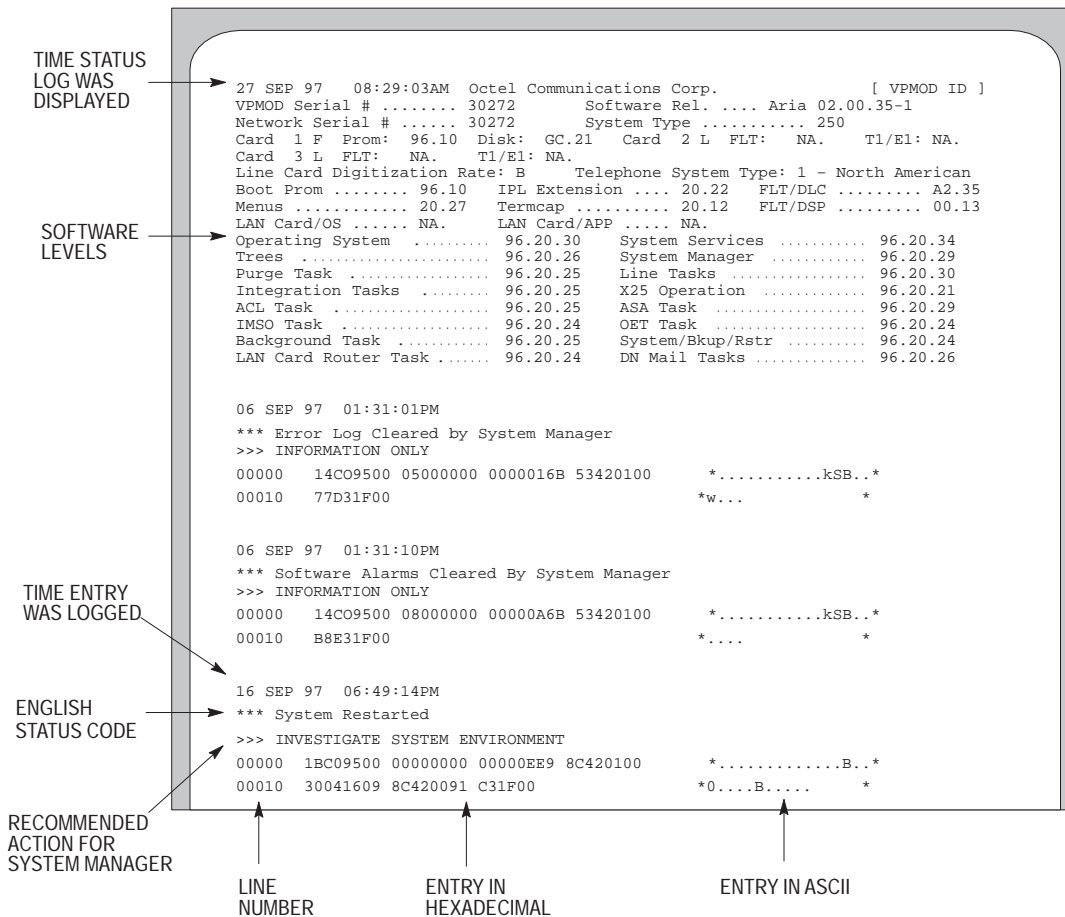 TIME STATUS
LOG WAS
DISPLAYED
27 SEP 97 08:29:03AM Octel Communications Corp. [ VPMOD ID ]
VPMOD Serial # ........ 30272 Software Rel. .... Aria 02.00.35-1
Network Serial # ...... 30272 System Type ........... 250
Card 1 F Prom: 96.10 Disk: GC.21 Card 2 L FLT: NA. T1/E1: NA.
Card 3 L FLT: NA. T1/E1: NA.
Line Card Digitization Rate: B Telephone System Type: 1 – North American
Boot Prom ........ 96.10 IPL Extension .... 20.22 FLT/DLC ......... A2.35
Menus ............ 20.27 Termcap .......... 20.12 FLT/DSP ......... 00.13
LAN Card/OS ...... NA. LAN Card/APP ..... NA.
SOFTWARE
LEVELS
Operating System .......... 96.20.30 System Services ........... 96.20.34
Trees .................... 96.20.26 System Manager ............ 96.20.29
Purge Task ................. 96.20.25 Line Tasks ................. 96.20.30
Integration Tasks ......... 96.20.25 X25 Operation ............. 96.20.21
ACL Task ................... 96.20.25 ASA Task ................... 96.20.29
IMSO Task ................... 96.20.24 OET Task ................... 96.20.24
Background Task ............ 96.20.25 System/Bkup/Rstr .......... 96.20.24
LAN Card Router Task ....... 96.20.24 DN Mail Tasks .............. 96.20.26
06 SEP 97 01:31:01PM
*** Error Log Cleared by System Manager
>>> INFORMATION ONLY
00000 14CO9500 05000000 0000016B 53420100 *...........kSB..*
00010 77D31F00 *w... *
06 SEP 97 01:31:10PM
*** Software Alarms Cleared By System Manager
>>> INFORMATION ONLY
00000 14CO9500 08000000 00000A6B 53420100 *...........kSB..*
00010 B8E31F00 *.... *
TIME ENTRY
WAS LOGGED
16 SEP 97 06:49:14PM
ENGLISH
STATUS CODE
*** System Restarted
>>> INVESTIGATE SYSTEM ENVIRONMENT
00000 1BC09500 00000000 00000EE9 8C420100 *.............B..*
00010 30041609 8C420091 C31F00 *0....B..... *
RECOMMENDED
ACTION FOR
SYSTEM MANAGER
LINE
NUMBER
ENTRY IN
HEXADECIMAL
ENTRY IN ASCII